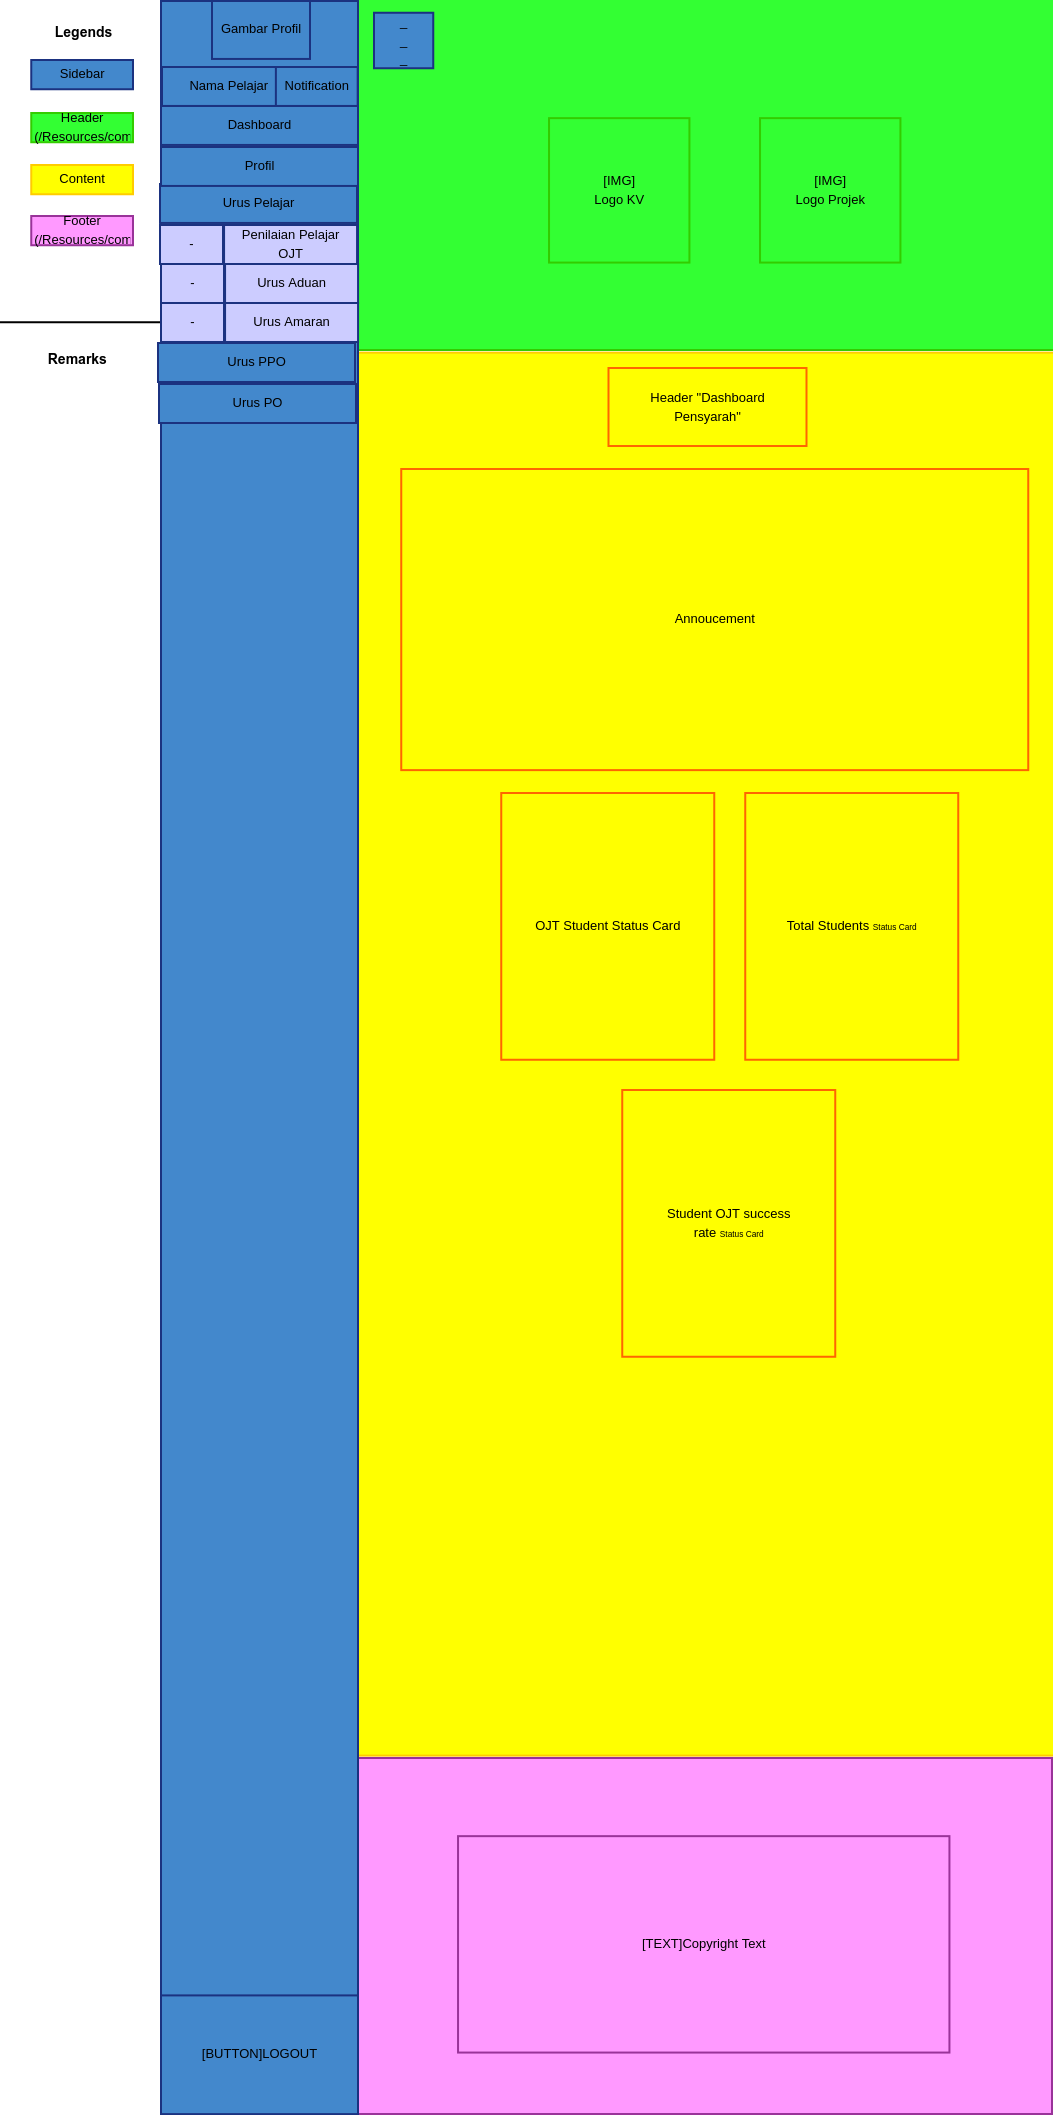 Legends
Sidebar
Header
(/Resources/com
Content
Footer
(/Resources/com
Remarks
Gambar Profil
Nama Pelajar
Notification
Dashboard
Profil
Urus Pelajar
-
Penilaian Pelajar
OJT
-
Urus Aduan
-
Urus Amaran
Urus PPO
Urus PO
[BUTTON]LOGOUT
_
_
_
[IMG]
Logo KV
[IMG]
Logo Projek
Header "Dashboard
Pensyarah"
Annoucement
OJT Student Status Card
Total Students Status Card
Student OJT success
rate Status Card
[TEXT]Copyright Text